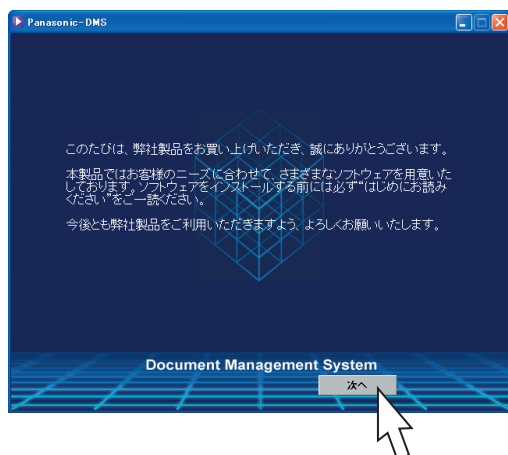 Panasonic-DMS
このたびは、弊社製品をお買い上げいただき、誠にありがとうございます。
本製品ではお客様のニーズに合わせて、さまざまなソフトウェアを用意いた
しております。ソフトウェアをインストールする前には必ず“はじめにお読み
ください”をご一読ください。
今後とも弊社製品をご利用いただきますよう、よろしくお願いいたします。
Document Management System
次へ